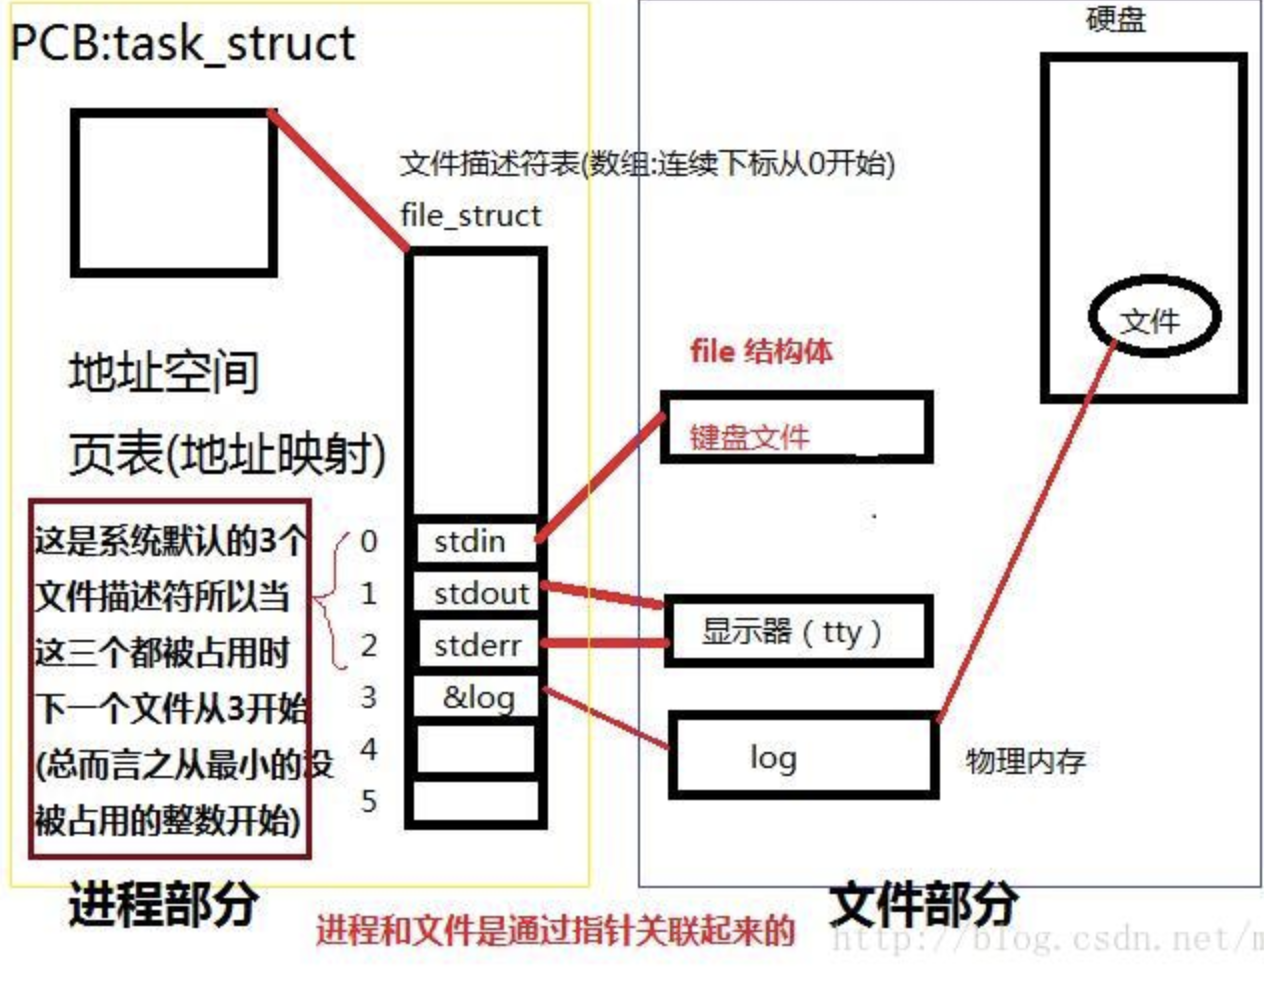 PCB:task_struct
硬盘
文件描述符表(数组:连续下标从0开始)
file_struct
文件
file 结构体
地址空间
键盘文件
页表(地址映射)
这是系统默认的3个
文件描述符所以当
这三个都被占用时
下一个文件从3开始
(总而言之从最小的没
被占用的整数开始)
0
stdin
1
stdout
2
stderr
3
&log
4
5
显示器（tty）
log
物理内存
进程部分
文件部分
进程和文件是通过指针关联起来的
http://blog.csdn.net/m